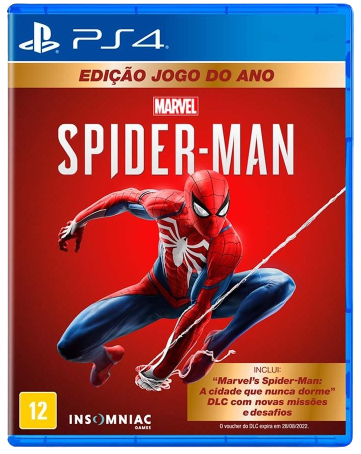 PS4
EDIÇÃO JOGO DO ANO
MARVEL
SPIDER-MAN
INCLUI:
“Marvel’s Spider-Man:
A cidade que nunca dorme”
DLC com novas missões
e desafios
O voucher do DLC expira em 28/08/2022.
12
INSOMNIAC
GAMES